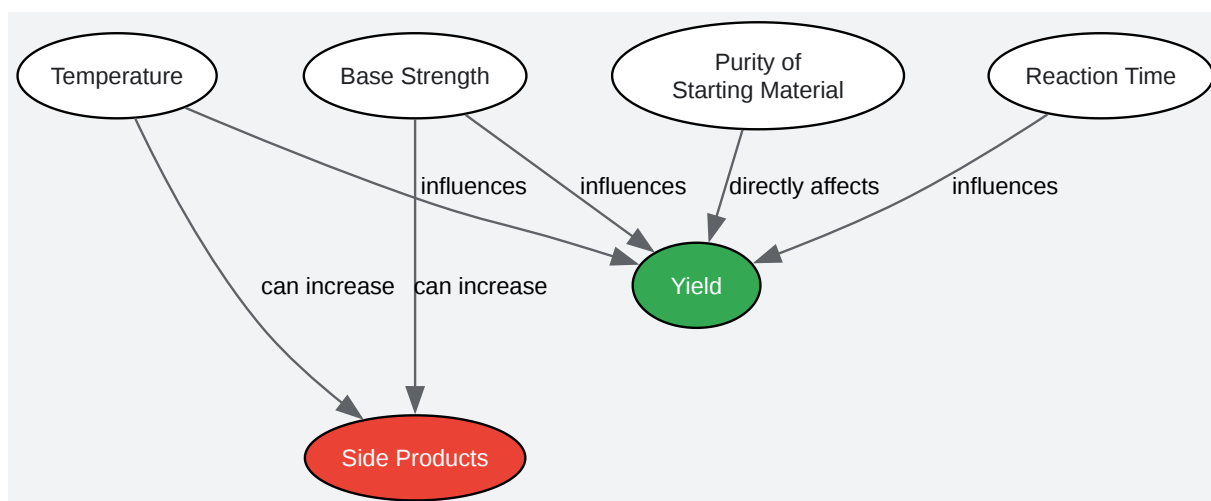 Temperature
Base Strength
Purity of
Starting Material
Reaction Time
influences
influences
directly affects
influences
can increase
can increase
Yield
Side Products